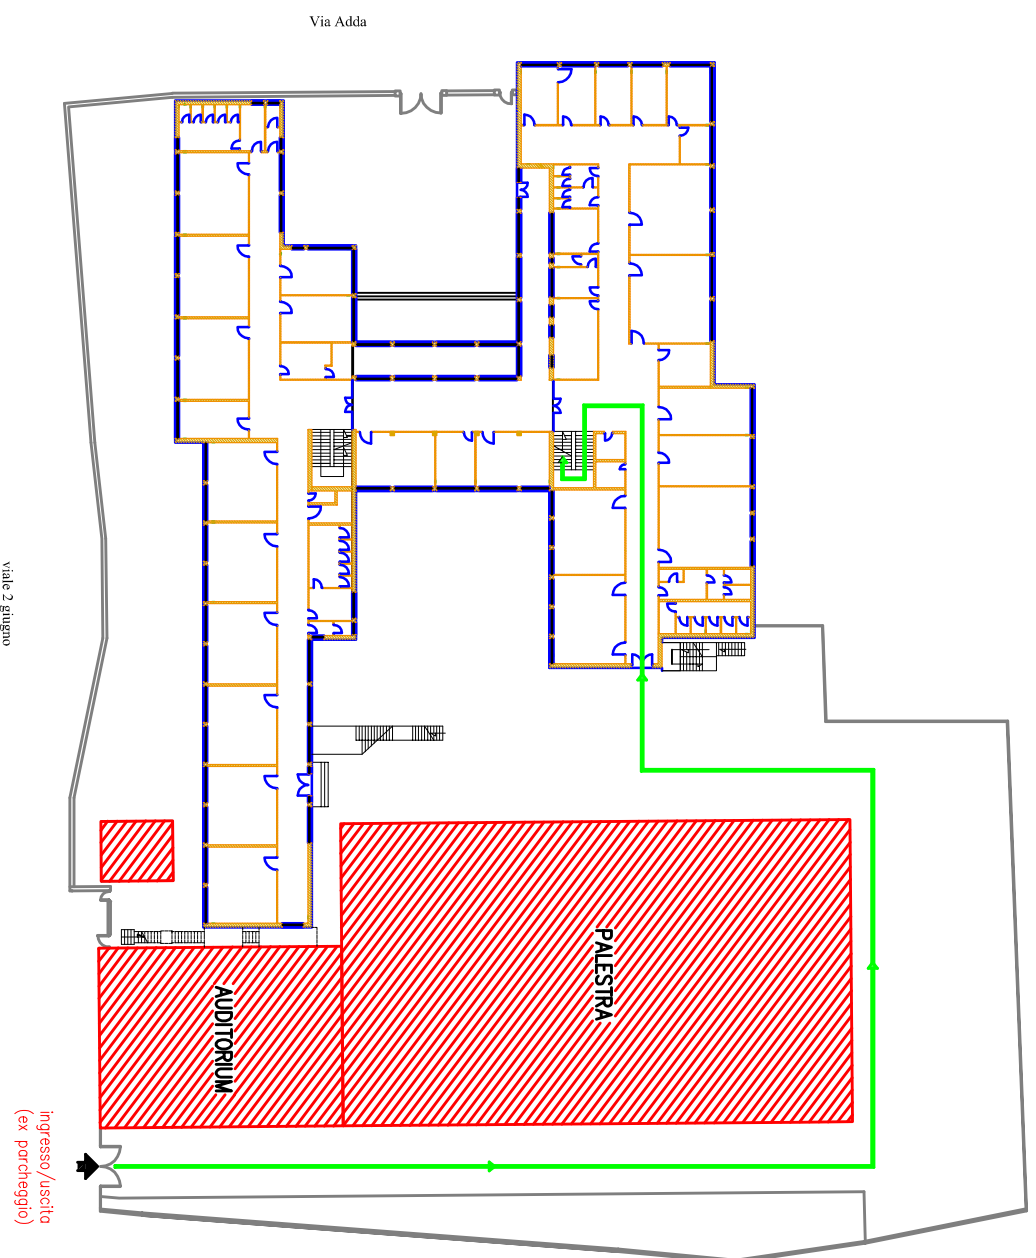 Via Adda
viale 2 giugno
PALESTRA
AUDITORIUM
ingresso/uscita
(ex parcheggio)